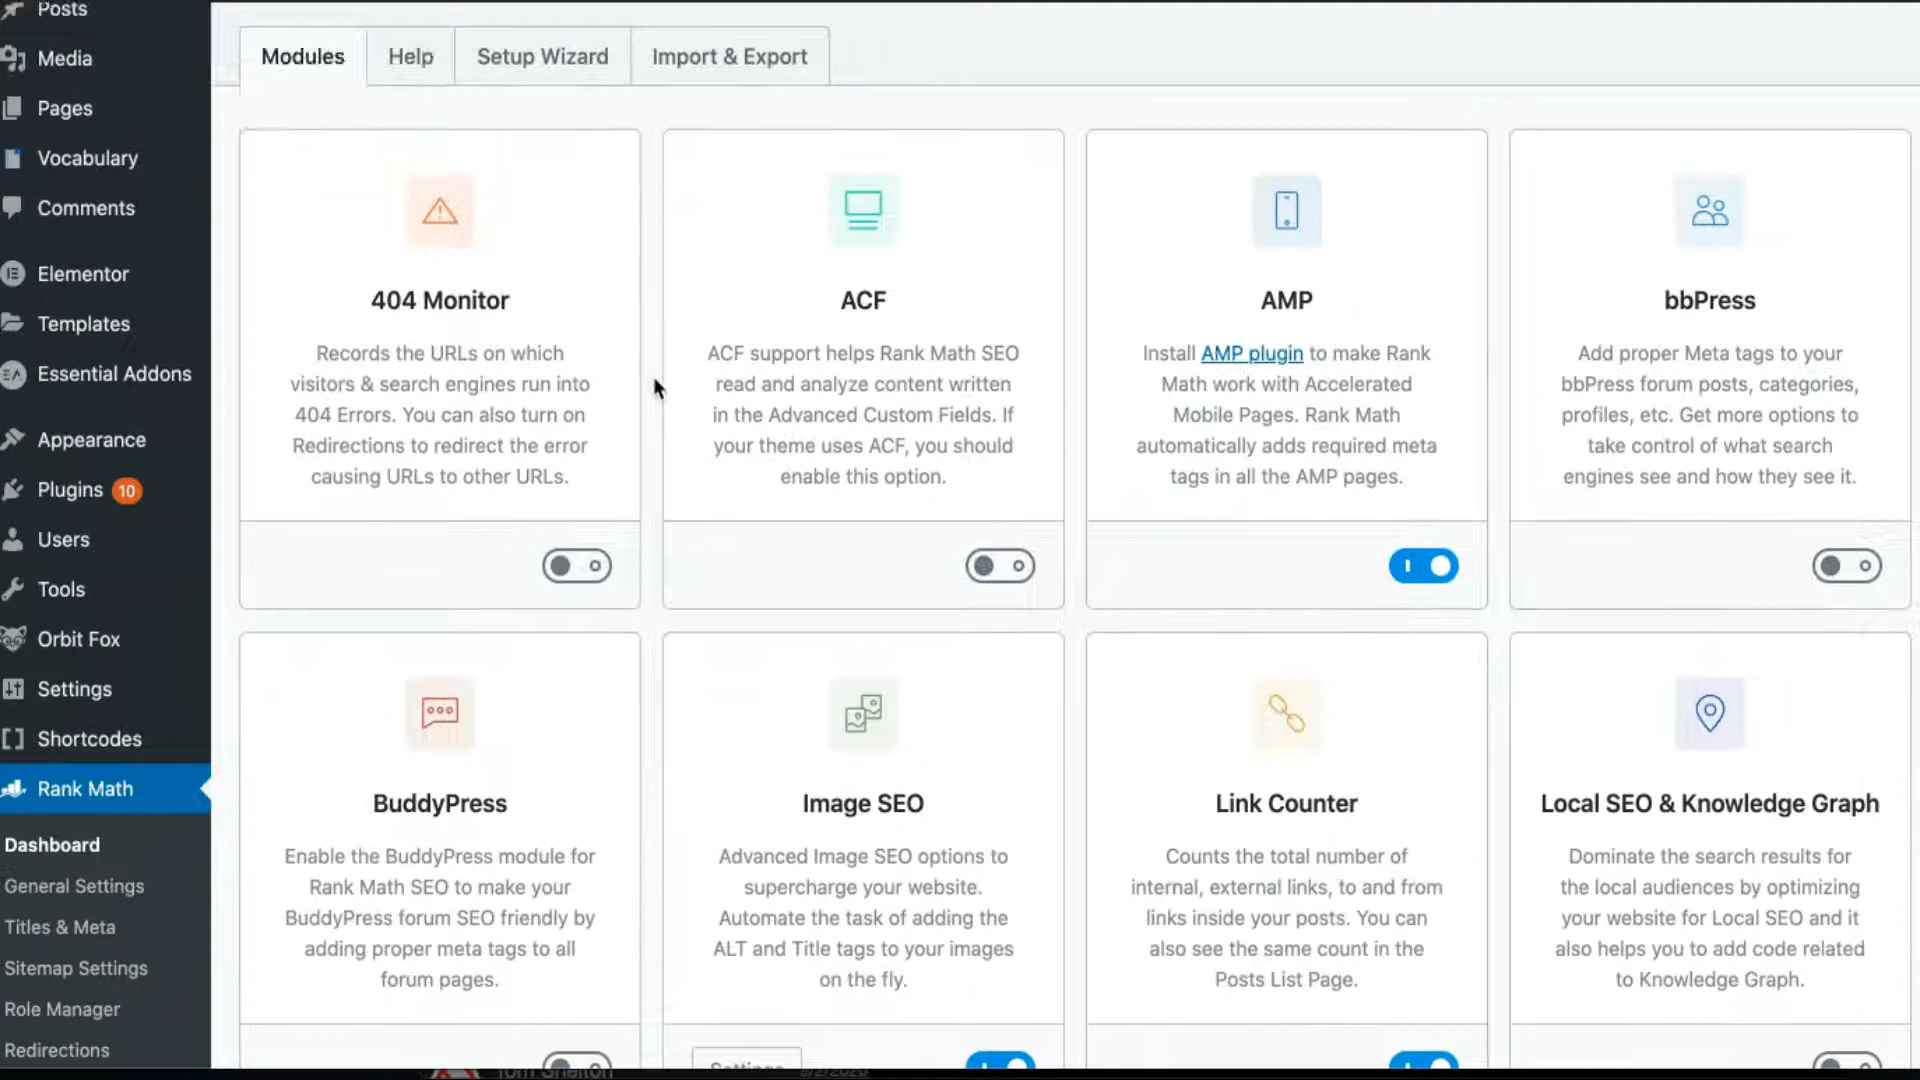 Posts
Media
Pages
Vocabulary
Comments
Elementor
Templates
Essential Addons
Appearance
Plugins 10
Users
Tools
Orbit Fox
Settings
Shortcodes
Rank Math
Dashboard
General Settings
Titles & Meta
Sitemap Settings
Role Manager
Redirections
Modules
Help
Setup Wizard
Import & Export
404 Monitor
Records the URLs on which
visitors & search engines run into
404 Errors. You can also turn on
Redirections to redirect the error
causing URLs to other URLs.
ACF
ACF support helps Rank Math SEO
read and analyze content written
in the Advanced Custom Fields. If
your theme uses ACF, you should
enable this option.
AMP
Install AMP plugin to make Rank
Math work with Accelerated
Mobile Pages. Rank Math
automatically adds required meta
tags in all the AMP pages.
bbPress
Add proper Meta tags to your
bbPress forum posts, categories,
profiles, etc. Get more options to
take control of what search
engines see and how they see it.
BuddyPress
Enable the BuddyPress module for
Rank Math SEO to make your
BuddyPress forum SEO friendly by
adding proper meta tags to all
forum pages.
Image SEO
Advanced Image SEO options to
supercharge your website.
Automate the task of adding the
ALT and Title tags to your images
on the fly.
Settings
Link Counter
Counts the total number of
internal, external links, to and from
links inside your posts. You can
also see the same count in the
Posts List Page.
Local SEO & Knowledge Graph
Dominate the search results for
the local audiences by optimizing
your website for Local SEO and it
also helps you to add code related
to Knowledge Graph.
Tom Shelton